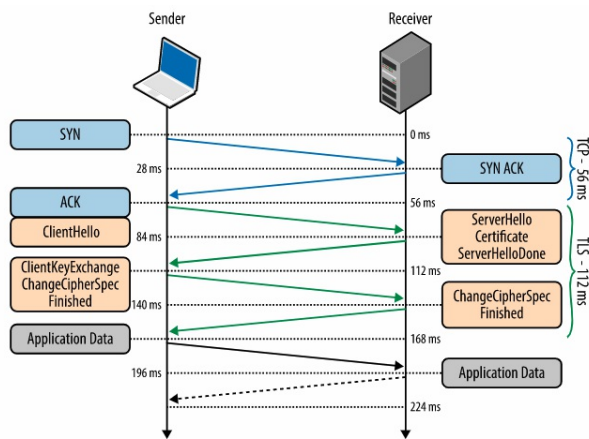 Sender
Receiver
SYN
0 ms
28 ms
SYN ACK
TCP - 56 ms
ACK
56 ms
ClientHello
84 ms
ServerHello
Certificate
ServerHelloDone
TLS - 112 ms
ClientKeyExchange
ChangeCipherSpec
Finished
112 ms
140 ms
ChangeCipherSpec
Finished
Application Data
168 ms
196 ms
Application Data
224 ms